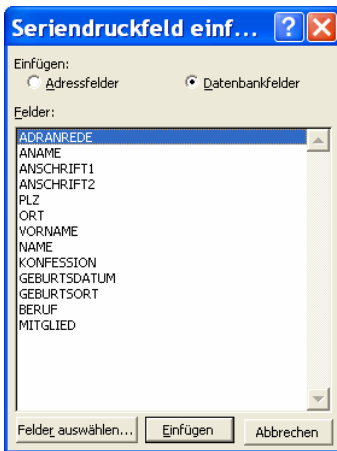 Seriendruckfeld einf...
Einfügen:
Adressfelder Datenbankfelder
Felder:
ADRANREDE
ANAME
ANSCHRIFT1
ANSCHRIFT2
PLZ
ORT
VORNAME
NAME
KONFESSION
GEBURTSDATUM
GEBURTSORT
BERUF
MITGLIED
Felder auswählen... Einfügen Abbrechen